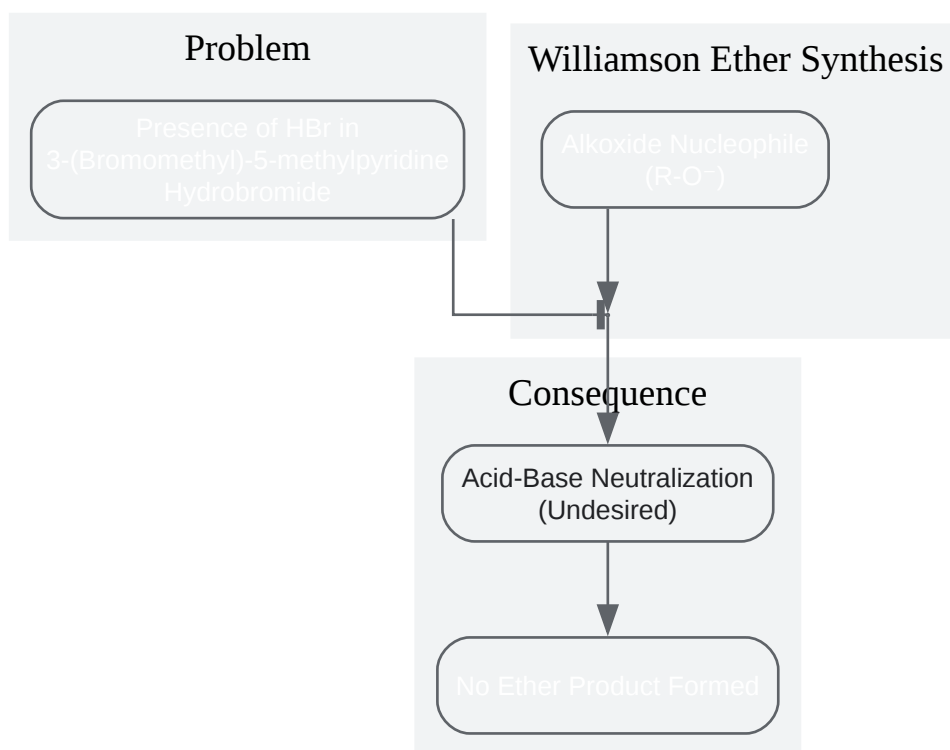 Problem
Presence of HBr in
3-(Bromomethyl)-5-methylpyridine
Hydrobromide
Williamson Ether Synthesis
Alkoxide Nucleophile
(R-O⁻)
Consequence
Acid-Base Neutralization
(Undesired)
No Ether Product Formed